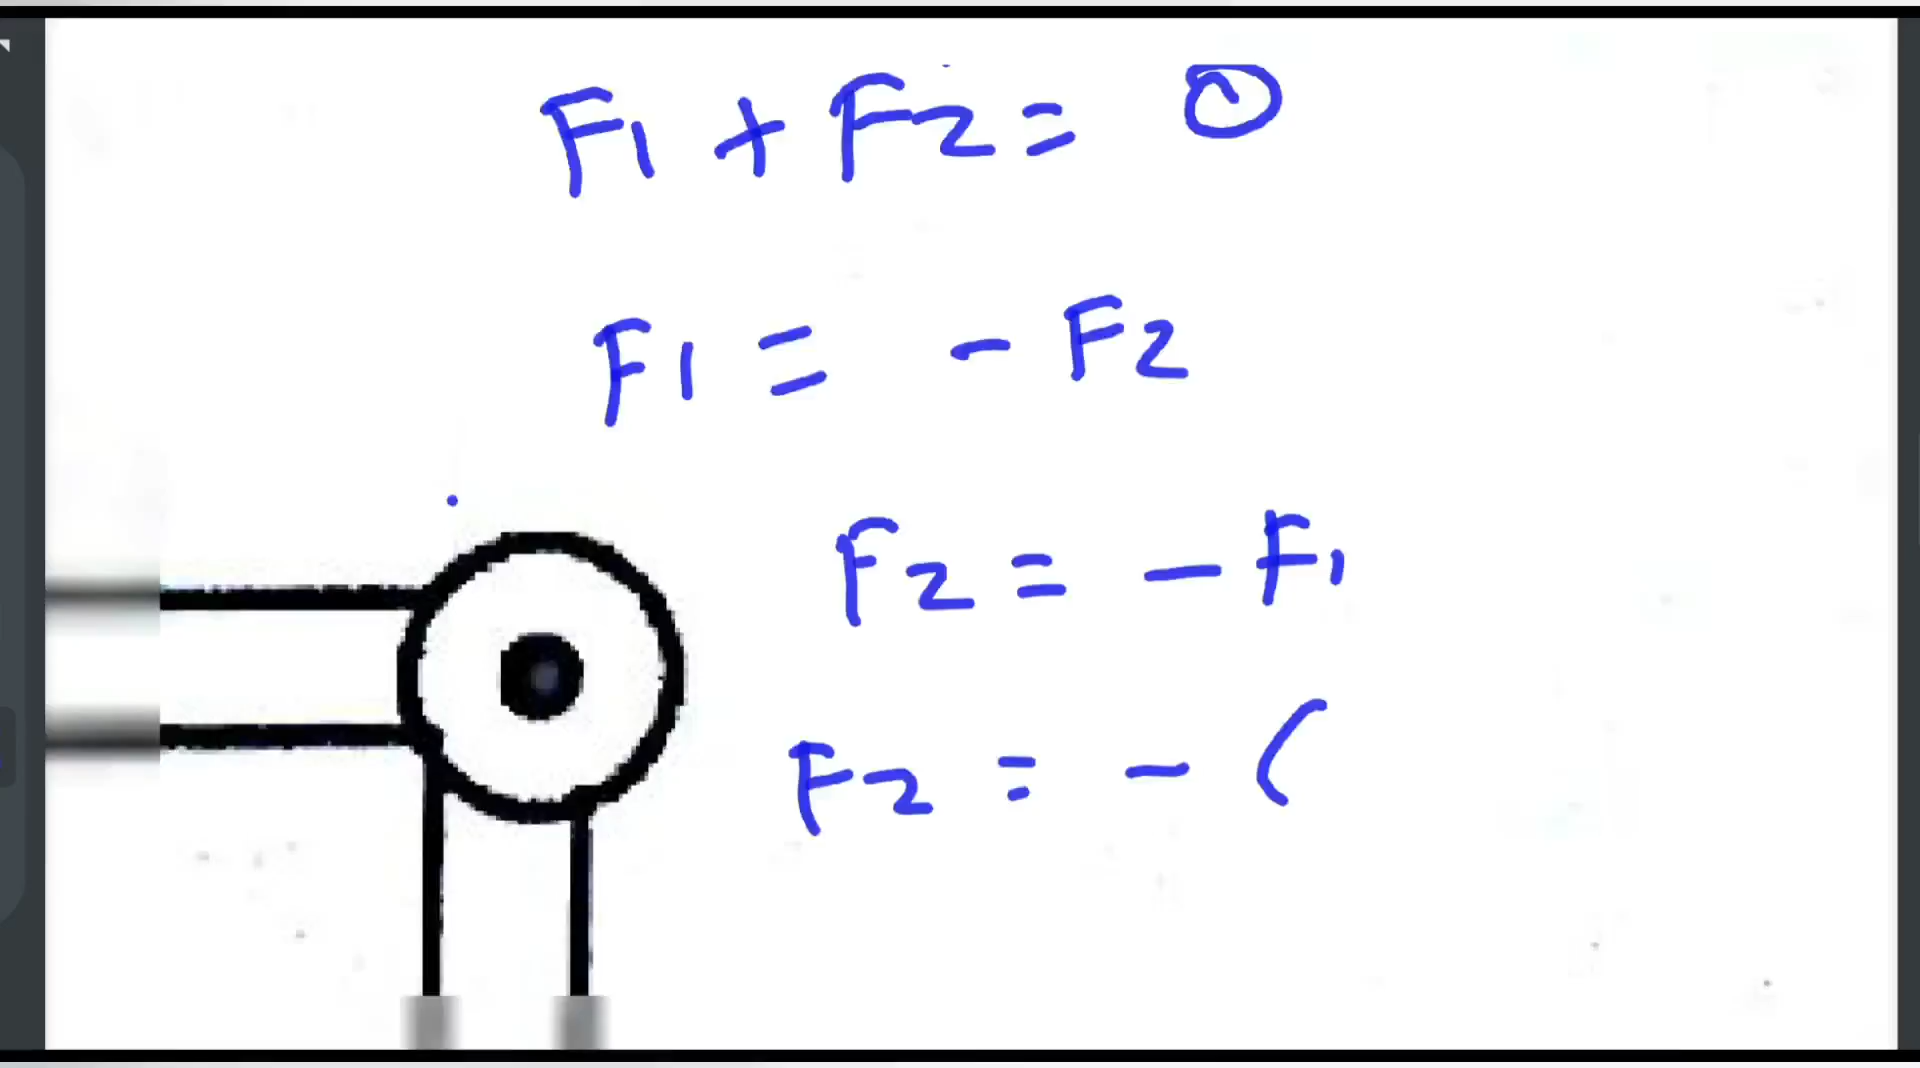 F1 + F2 = 0
F1 = - F2
F2 = - F1
F2 = - (